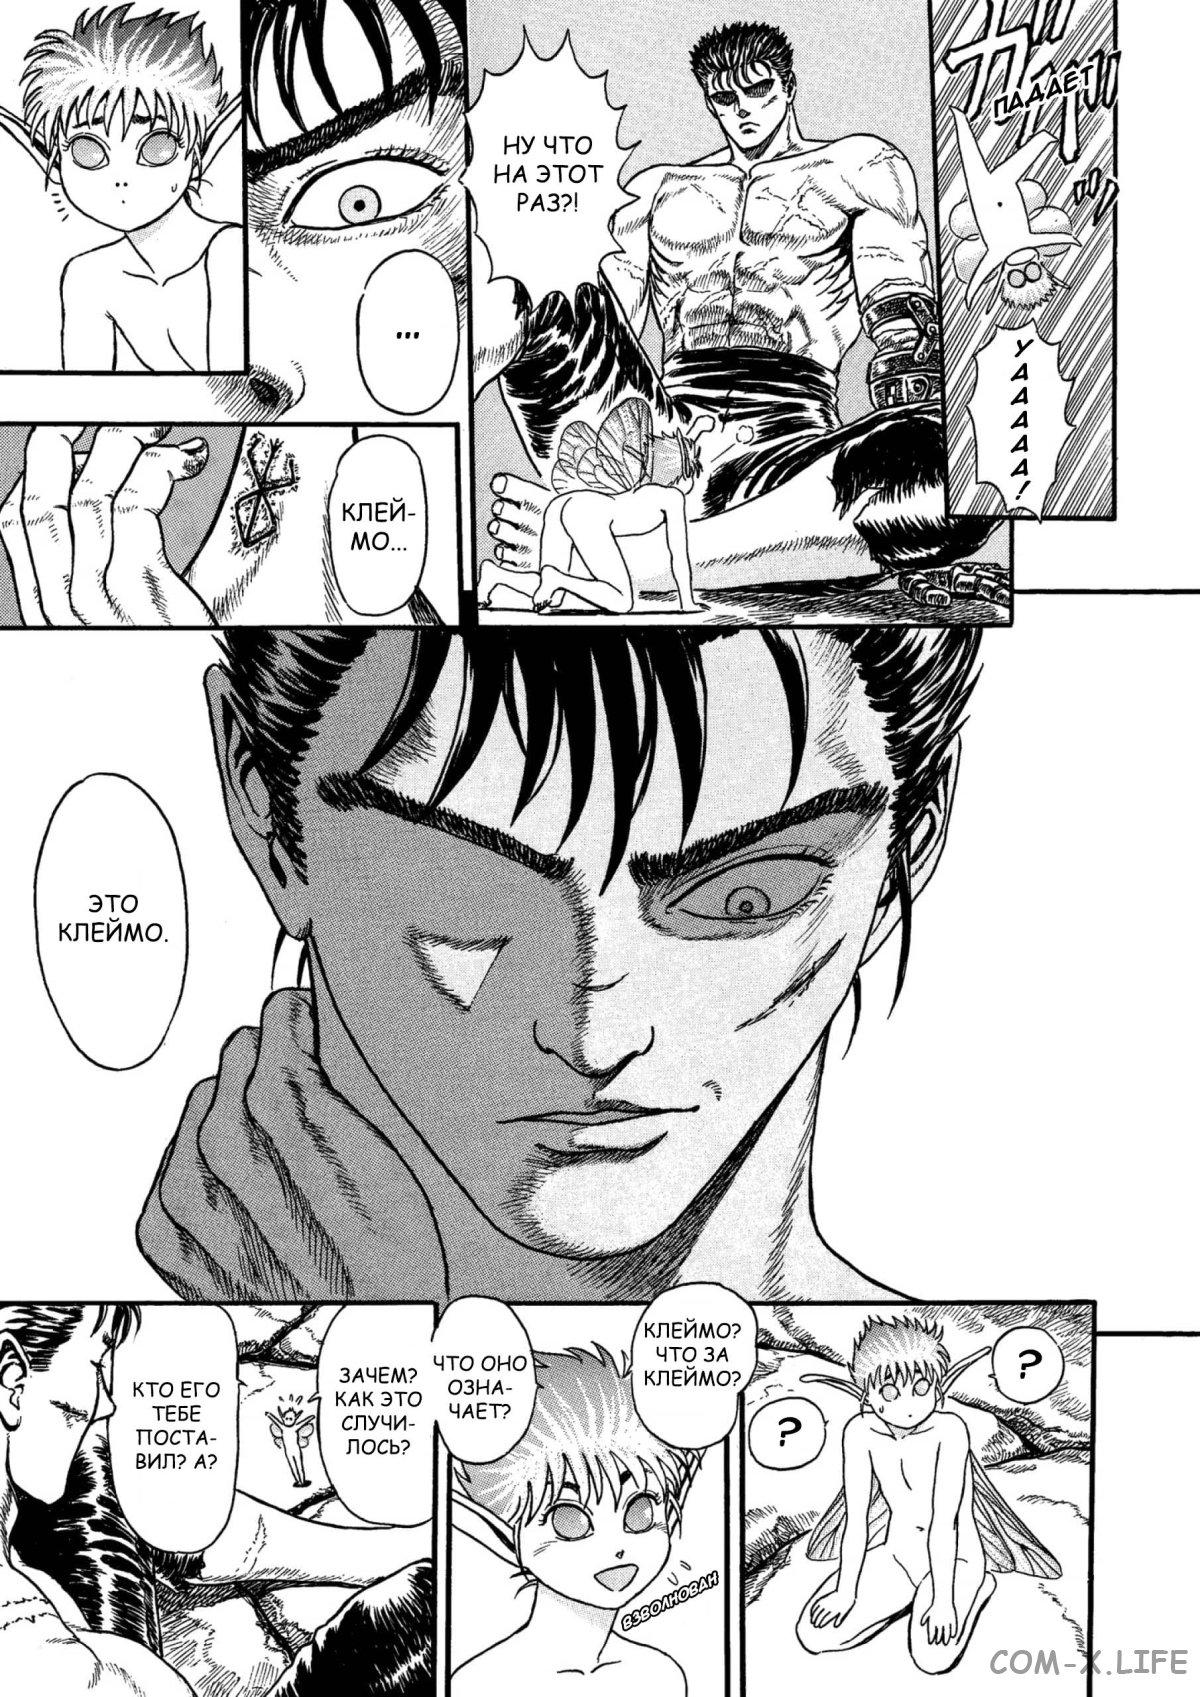 ПАДАЕТ
УАААААА!
НУ ЧТО
НА ЭТОТ
РАЗ?!
...
КЛЕЙ-
МО...
ЭТО
КЛЕЙМО.
?
?
КЛЕЙМО?
ЧТО ЗА
КЛЕЙМО?
ЧТО ОНО
ОЗНА-
ЧАЕТ?
ВЗВОЛНОВАН
ЗАЧЕМ?
КАК ЭТО
СЛУЧИ-
ЛОСЬ?
КТО ЕГО
ТЕБЕ
ПОСТА-
ВИЛ? А?
COM-X.LIFE